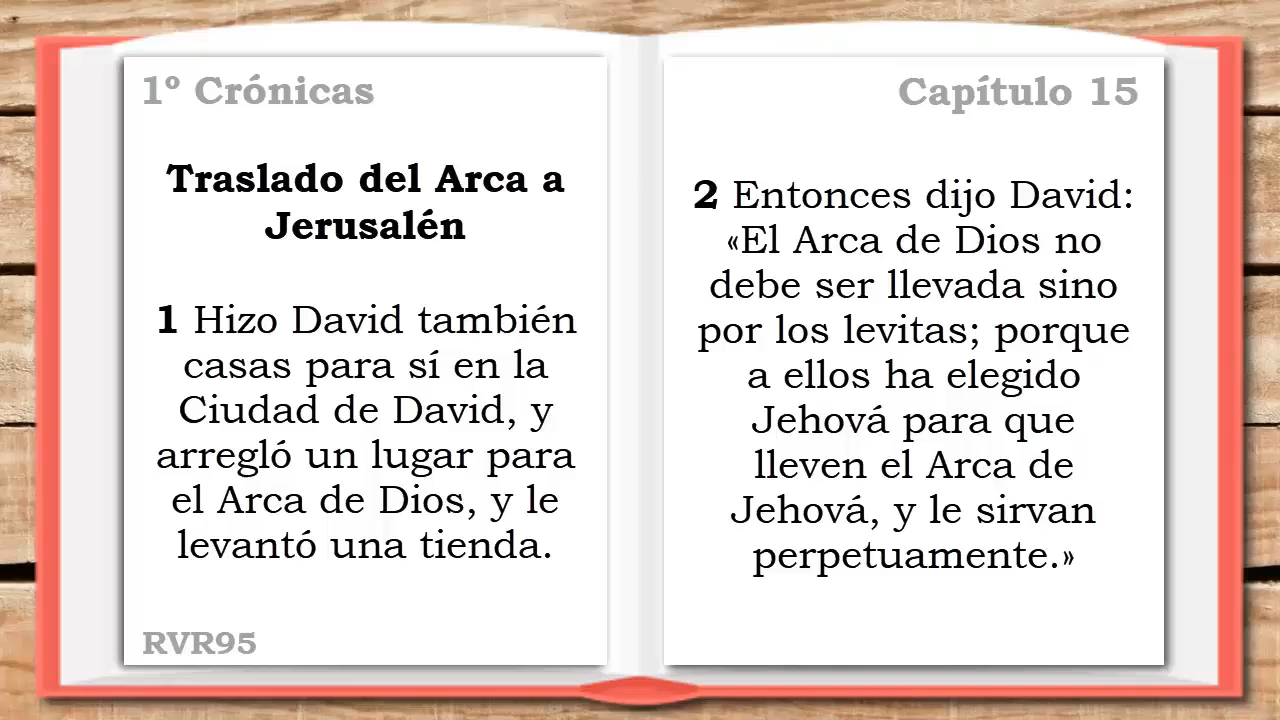 1º Crónicas
Traslado del Arca a
Jerusalén
1 Hizo David también
casas para sí en la
Ciudad de David, y
arregló un lugar para
el Arca de Dios, y le
levantó una tienda.
RVR95
Capítulo 15
2 Entonces dijo David:
«El Arca de Dios no
debe ser llevada sino
por los levitas; porque
a ellos ha elegido
Jehová para que
lleven el Arca de
Jehová, y le sirvan
perpetuamente.»